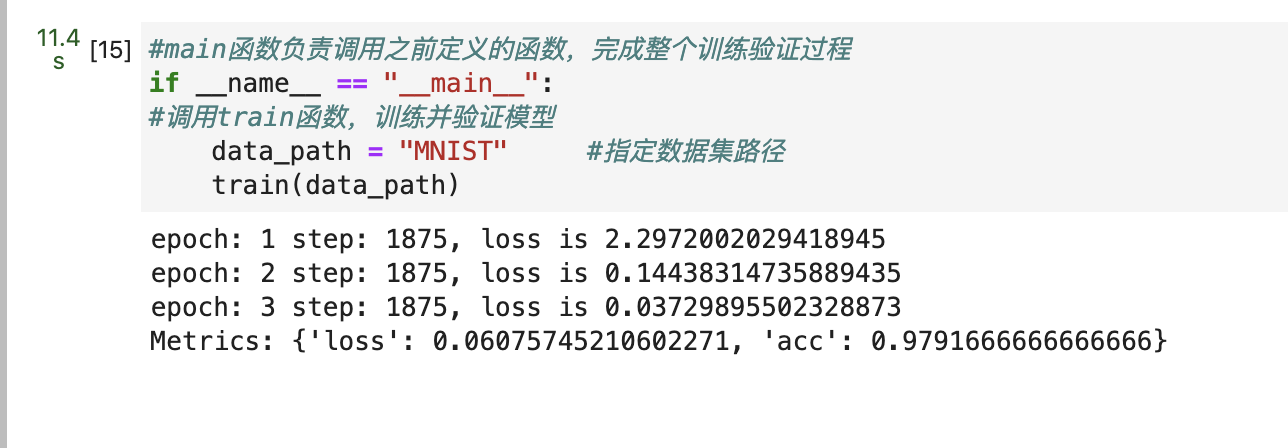 11.4
s
[15]
#main函数负责调用之前定义的函数，完成整个训练验证过程
if __name__ == "__main__":
#调用train函数，训练并验证模型
    data_path = "MNIST"     #指定数据集路径
    train(data_path)
epoch: 1 step: 1875, loss is 2.2972002029418945
epoch: 2 step: 1875, loss is 0.14438314735889435
epoch: 3 step: 1875, loss is 0.03729895502328873
Metrics: {'loss': 0.06075745210602271, 'acc': 0.9791666666666666}